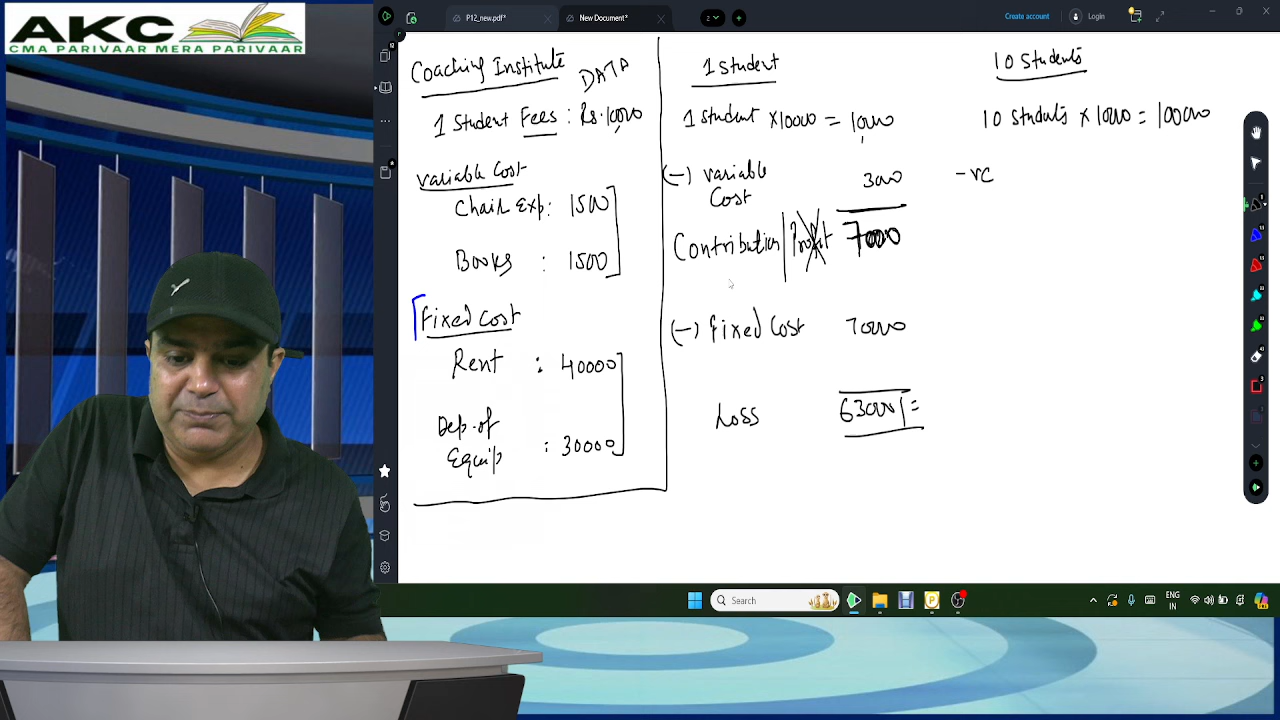 AKC
CMA PARIVAAR MERA PARIVAAR
P12_new.pdf*
New Document*
Create account
Login
Coaching Institute DATA
1 Student Fees : Rs. 10,000
Variable Cost
Chair Exp : 1500
Books : 1500
Fixed Cost
Rent : 40000
Dep. of
Equip : 30000
1 Student
1 Student × 10000 = 10000
(-) Variable
Cost 3000
Contribution | Profit 7000
(-) Fixed Cost 70000
Loss 63000/=
10 Students
10 Students × 10000 = 100000
- VC
Search
ENG
IN